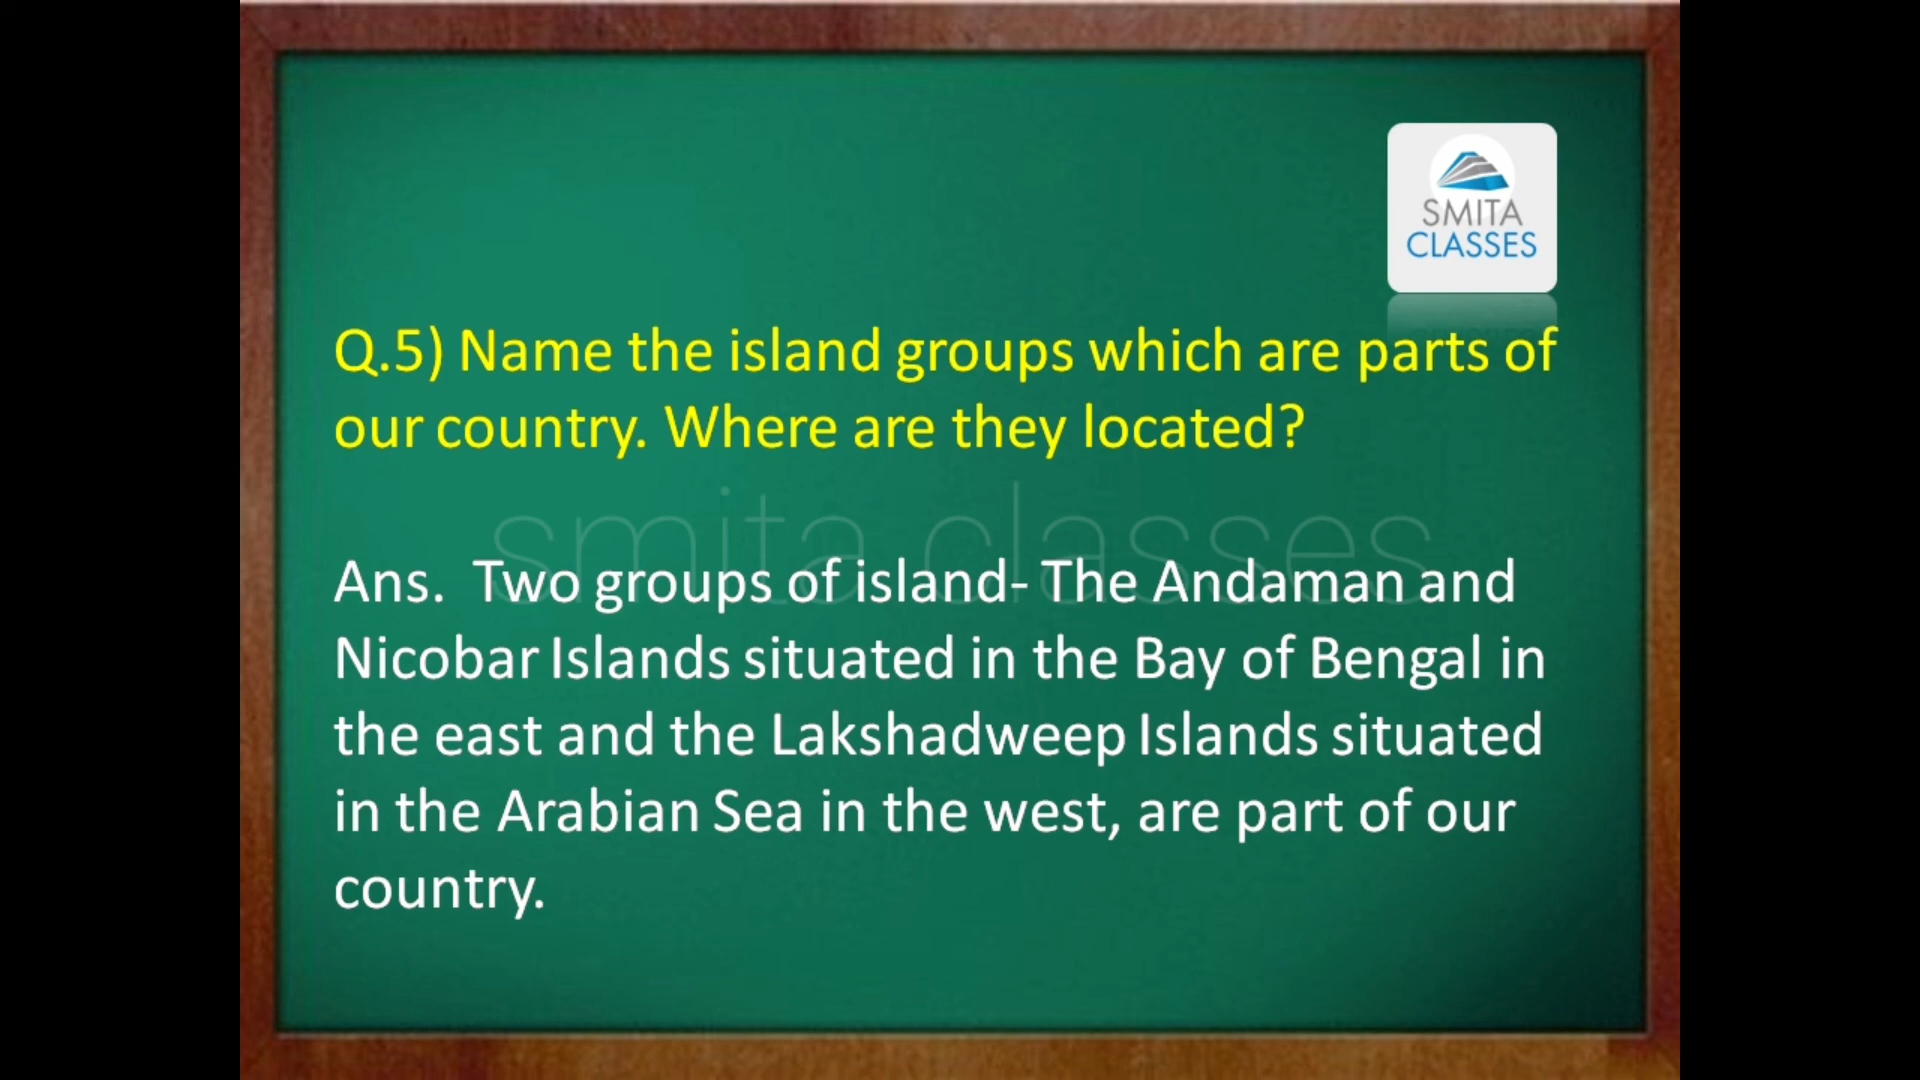 SMITA
CLASSES
Q.5) Name the island groups which are parts of
our country. Where are they located?
smita classes
Ans.  Two groups of island- The Andaman and
Nicobar Islands situated in the Bay of Bengal in
the east and the Lakshadweep Islands situated
in the Arabian Sea in the west, are part of our
country.